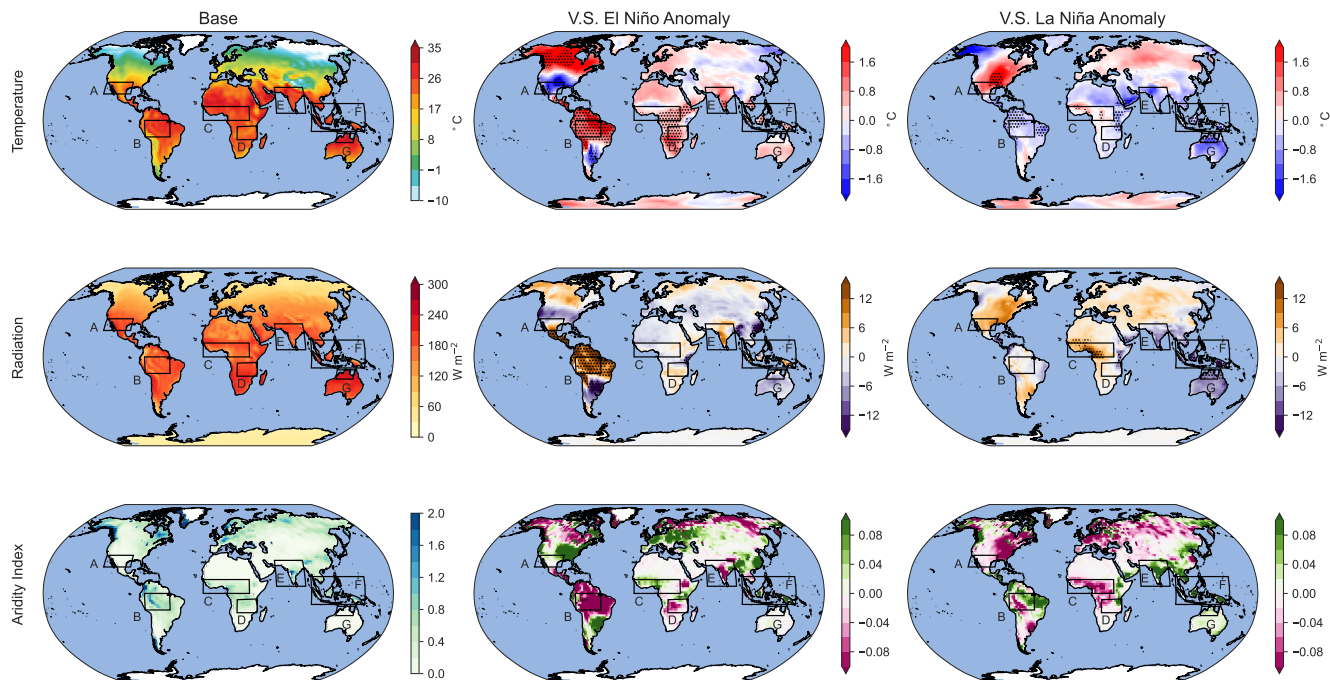 Base
V.S. El Niño Anomaly
V.S. La Niña Anomaly
Temperature
A
B
C
D
E
F
G
35
26
17
8
−1
−10
°C
A
B
C
D
E
F
G
1.6
0.8
0.0
−0.8
−1.6
°C
A
B
C
D
E
F
G
1.6
0.8
0.0
−0.8
−1.6
°C
Radiation
A
B
C
D
E
F
G
300
240
180
120
60
0
W m−2
A
B
C
D
E
F
G
12
6
0
−6
−12
W m−2
A
B
C
D
E
F
G
12
6
0
−6
−12
W m−2
Aridity Index
A
B
C
D
E
F
G
2.0
1.6
1.2
0.8
0.4
0.0
A
B
C
D
E
F
G
0.08
0.04
0.00
−0.04
−0.08
A
B
C
D
E
F
G
0.08
0.04
0.00
−0.04
−0.08